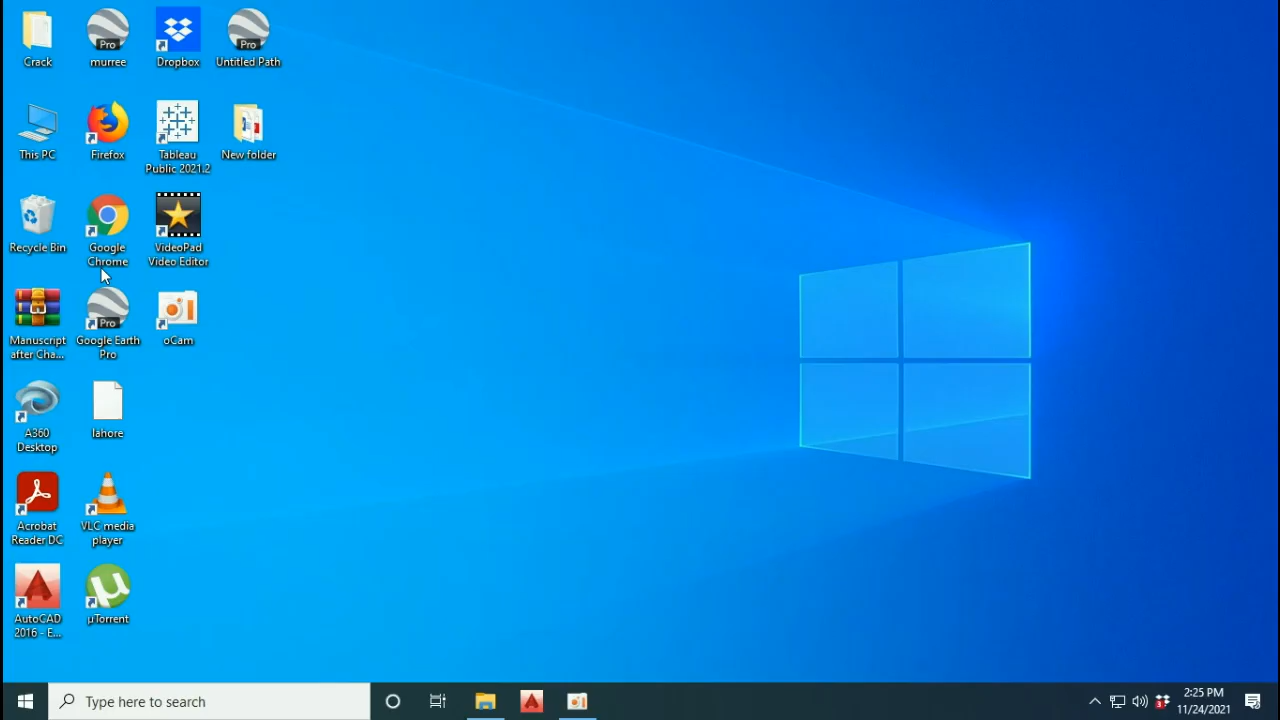 Crack
Pro
murree
Dropbox
Pro
Untitled Path
This PC
Firefox
Tableau
Public 2021.2
New folder
Recycle Bin
Google
Chrome
VideoPad
Video Editor
Manuscript
after Cha...
Pro
Google Earth
Pro
oCam
A360
Desktop
lahore
Acrobat
Reader DC
VLC media
player
AutoCAD
2016 - E...
µ
µTorrent
Type here to search
3
2:25 PM
11/24/2021